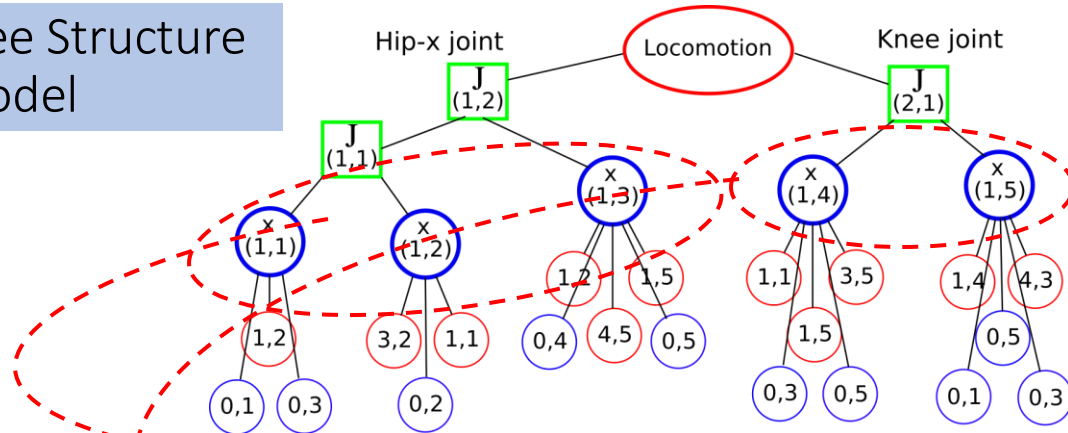 ee Structure
odel
Hip-x joint
Locomotion
Knee joint
J
(1,2)
J
(2,1)
J
(1,1)
x
(1,3)
x
(1,4)
x
(1,5)
x
(1,1)
x
(1,2)
1,2
1,5
1,1
3,5
1,4
4,3
1,2
3,2
1,1
0,4
4,5
0,5
1,5
0,5
0,1
0,3
0,2
0,3
0,5
0,1
0,3